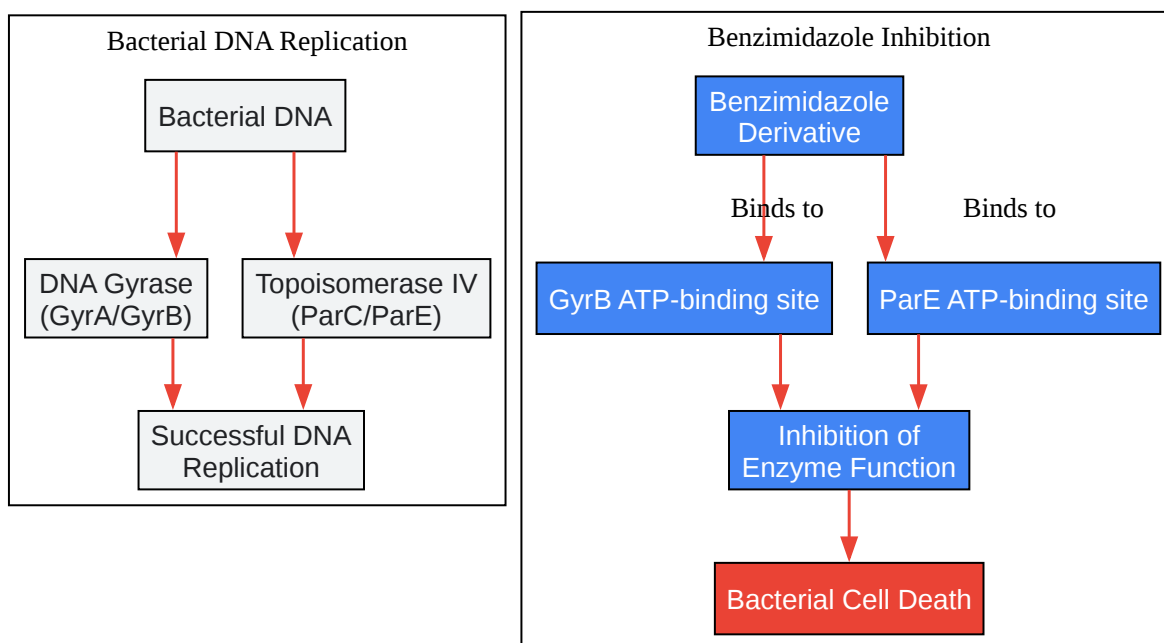 Bacterial DNA Replication
Bacterial DNA
DNA Gyrase
(GyrA/GyrB)
Topoisomerase IV
(ParC/ParE)
Successful DNA
Replication
Benzimidazole Inhibition
Benzimidazole
Derivative
Binds to
Binds to
GyrB ATP-binding site
ParE ATP-binding site
Inhibition of
Enzyme Function
Bacterial Cell Death